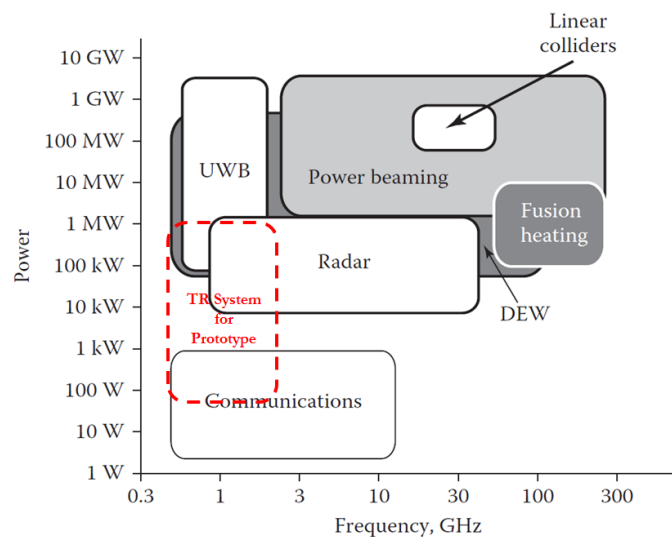 Linear
colliders
10 GW
1 GW
100 MW
10 MW
1 MW
100 kW
10 kW
1 kW
100 W
10 W
1 W
Power
UWB
Power beaming
Fusion
heating
Radar
DEW
TR System
for
Prototype
Communications
0.3
1
3
10
30
100
300
Frequency, GHz